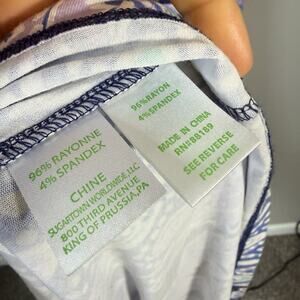 96% RAYONNE
4% SPANDEX
CHINE
SUGARTOWN WORLDWIDE, LLC
800 THIRD AVENUE
KING OF PRUSSIA, PA
96% RAYON
4% SPANDEX
MADE IN CHINA
RN#88189
SEE REVERSE
FOR CARE